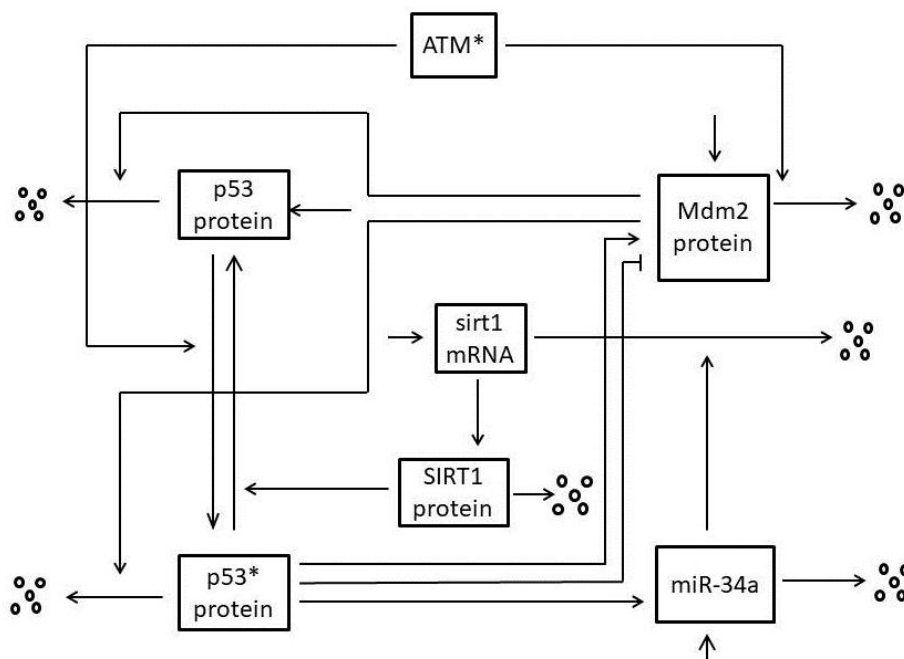 ATM*
p53
protein
Mdm2
protein
sirt1
mRNA
SIRT1
protein
p53*
protein
miR-34a